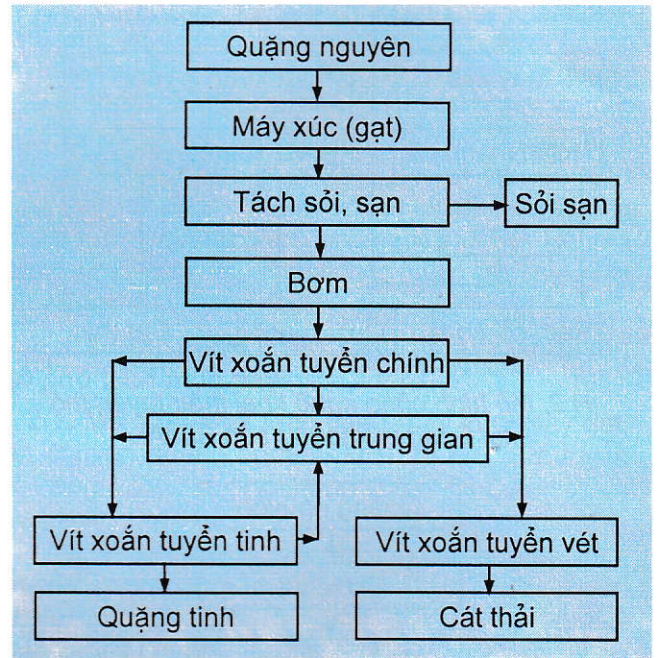 Quặng nguyên
Máy xúc (gạt)
Tách sỏi, sạn
Sỏi sạn
Bơm
Vít xoắn tuyển chính
Vít xoắn tuyển trung gian
Vít xoắn tuyển tinh
Vít xoắn tuyển vét
Quặng tinh
Cát thải